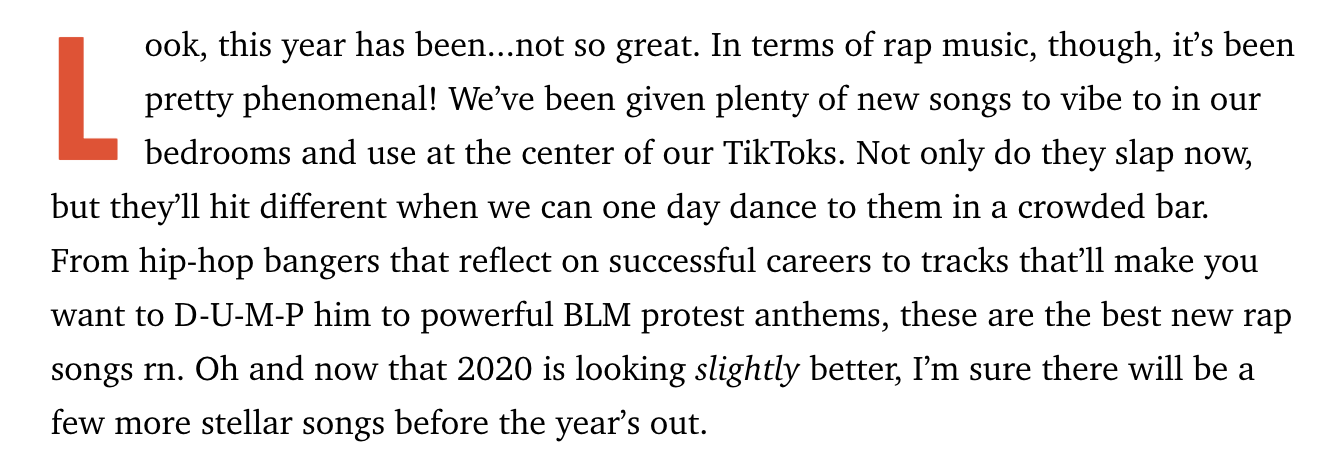 Look, this year has been...not so great. In terms of rap music, though, it’s been
pretty phenomenal! We’ve been given plenty of new songs to vibe to in our
bedrooms and use at the center of our TikToks. Not only do they slap now,
but they’ll hit different when we can one day dance to them in a crowded bar.
From hip-hop bangers that reflect on successful careers to tracks that’ll make you
want to D-U-M-P him to powerful BLM protest anthems, these are the best new rap
songs rn. Oh and now that 2020 is looking slightly better, I’m sure there will be a
few more stellar songs before the year’s out.